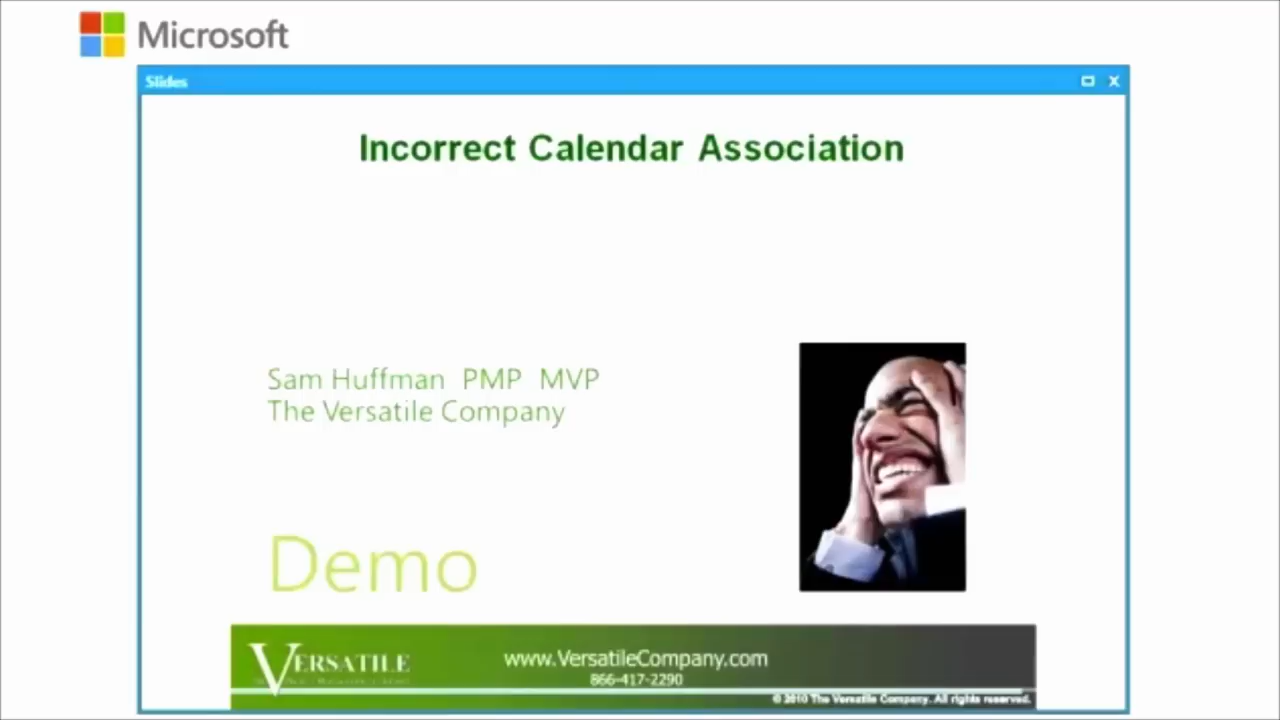 Microsoft
Slides
Incorrect Calendar Association
Sam Huffman PMP MVP
The Versatile Company
Demo
VERSATILE
www.VersatileCompany.com
866-417-2290
© 2010 The Versatile Company. All rights reserved.